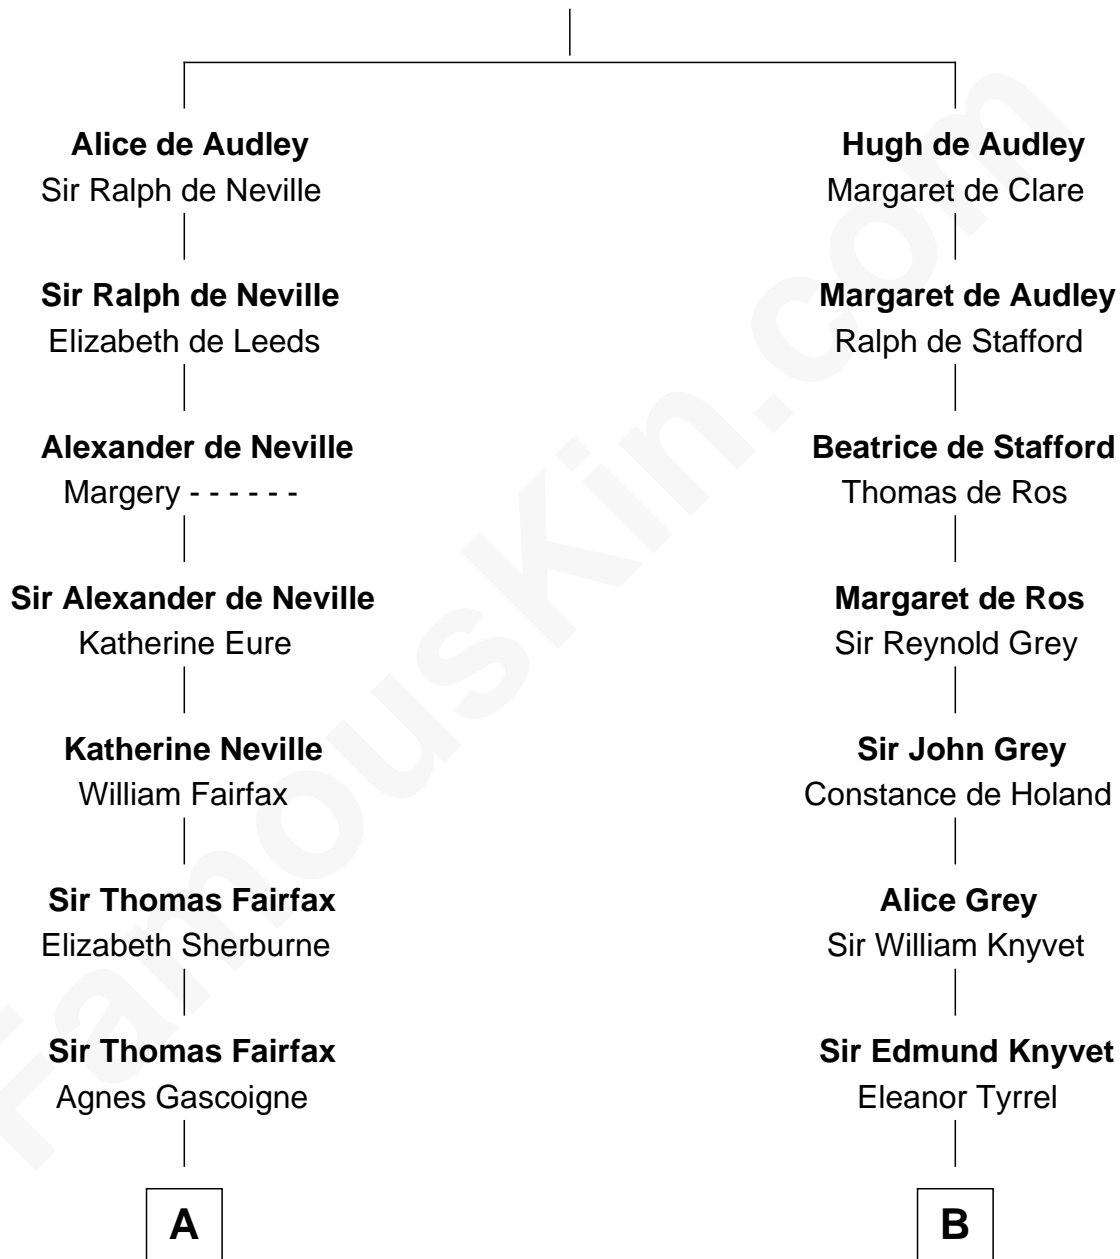 Alice de Audley
Sir Ralph de Neville
Hugh de Audley
Margaret de Clare
Sir Ralph de Neville
Elizabeth de Leeds
Margaret de Audley
Ralph de Stafford
Alexander de Neville
Margery - - - - - -
Beatrice de Stafford
Thomas de Ros
Sir Alexander de Neville
Katherine Eure
Margaret de Ros
Sir Reynold Grey
Katherine Neville
William Fairfax
Sir John Grey
Constance de Holand
Sir Thomas Fairfax
Elizabeth Sherburne
Alice Grey
Sir William Knyvet
Sir Thomas Fairfax
Agnes Gascoigne
Sir Edmund Knyvet
Eleanor Tyrrel
A
B
FamousKin.com